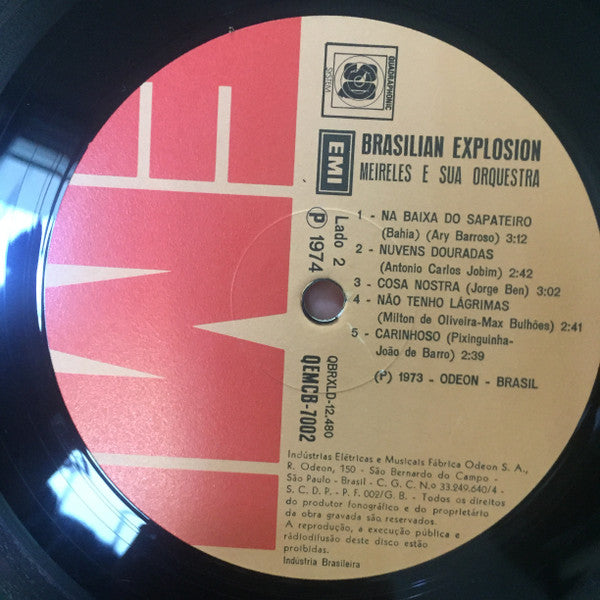 QUADRAPHONIC
SYSTEM
EMI
BRASILIAN EXPLOSION
MEIRELES E SUA ORQUESTRA
Lado 2
Ⓟ 1974
1 - NA BAIXA DO SAPATEIRO
(Bahia) (Ary Barroso) 3:12
2 - NUVENS DOURADAS
(Antonio Carlos Jobim) 2:42
3 - COSA NOSTRA (Jorge Ben) 3:02
4 - NÃO TENHO LÁGRIMAS
(Milton de Oliveira-Max Bulhões) 2:41
5 - CARINHOSO (Pixinguinha-
João de Barro) 2:39
(P) 1973 - ODEON - BRASIL
QBRXLD-12.480
QEMCB-7002
Indústrias Elétricas e Musicais Fábrica Odeon S. A.,
R. Odeon, 150 - São Bernardo do Campo -
São Paulo - Brasil - C. G. C. N.º 33.249.640/4 -
S. C. D. P. - P. F. 002/G. B. - Todos os direitos
do produtor fonográfico e do proprietário
da obra gravada são reservados.
A reprodução, a execução pública e
rádiodifusão deste disco estão
proibidas.
Indústria Brasileira
EMI